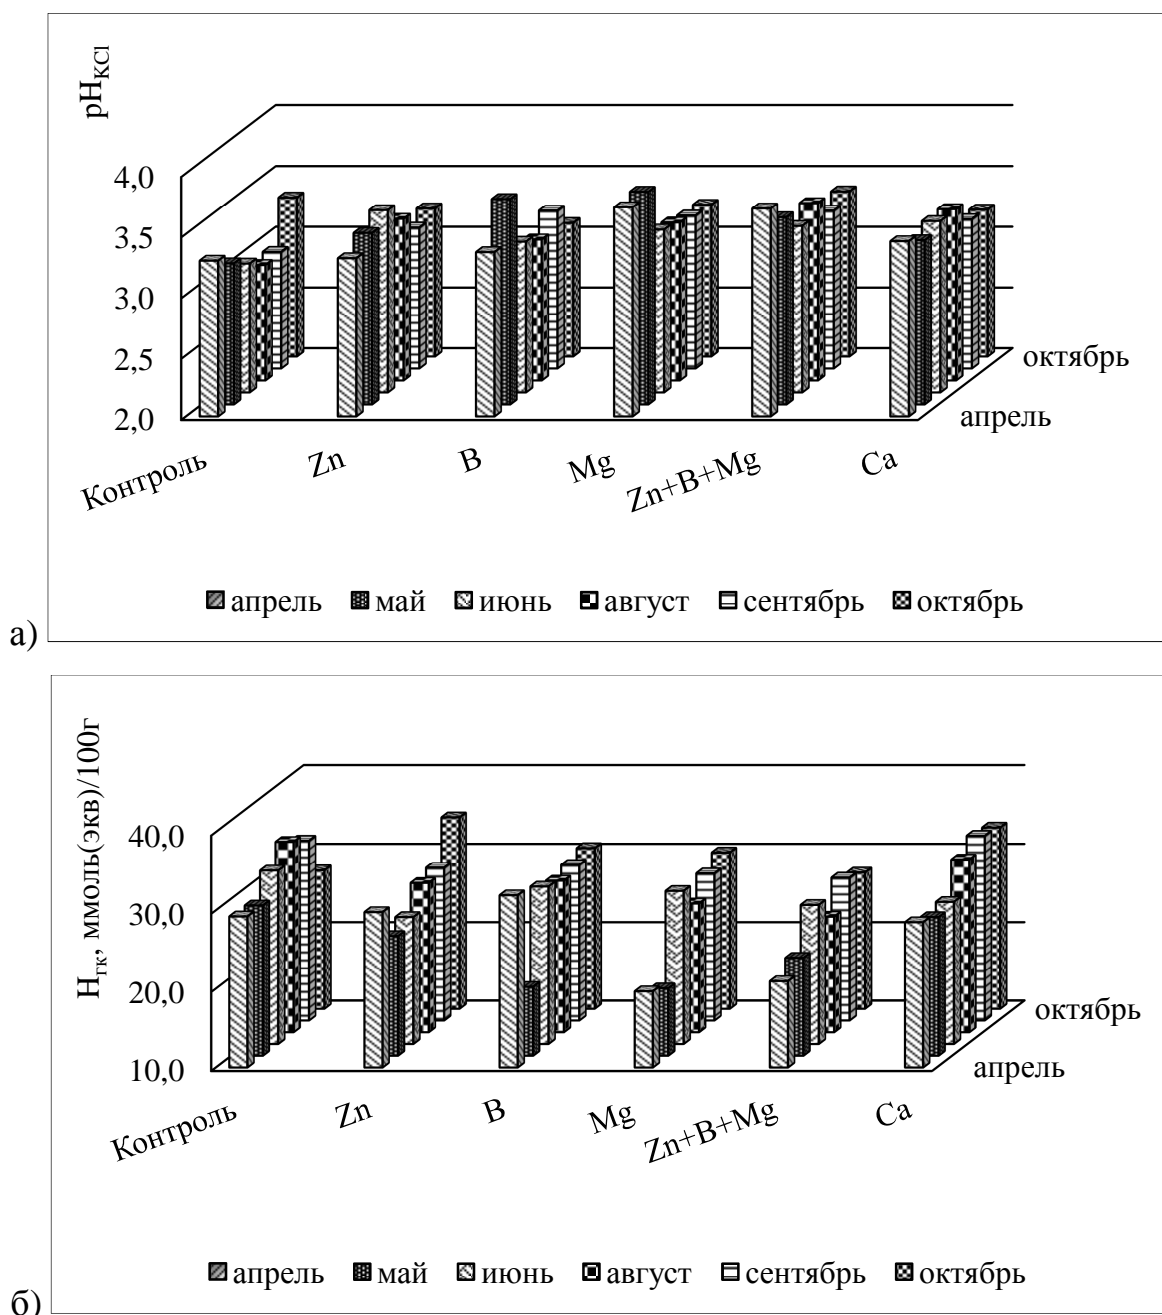 pHKCl
4,0
3,5
3,0
2,5
2,0
октябрь
апрель
Контроль Zn B Mg Zn+B+Mg Ca
апрель май июнь август сентябрь октябрь
а)
Нгк, ммоль(экв)/100г
40,0
30,0
20,0
10,0
октябрь
апрель
Контроль Zn B Mg Zn+B+Mg Ca
апрель май июнь август сентябрь октябрь
б)